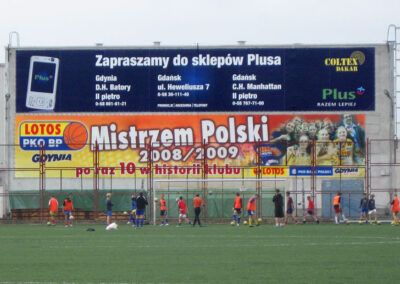 Zapraszamy do sklepów Plusa
Gdynia
D.H. Batory
II piętro
Gdańsk
ul. Heweliusza 7
Gdańsk
C.H. Manhattan
II piętro
COLTEX
DAKAR
Plus
RAZEM LEPIEJ
Plus
LOTOS
PKO BP
GDYNIA
Mistrzem Polski
2008/2009
po raz 10 w historii klubu